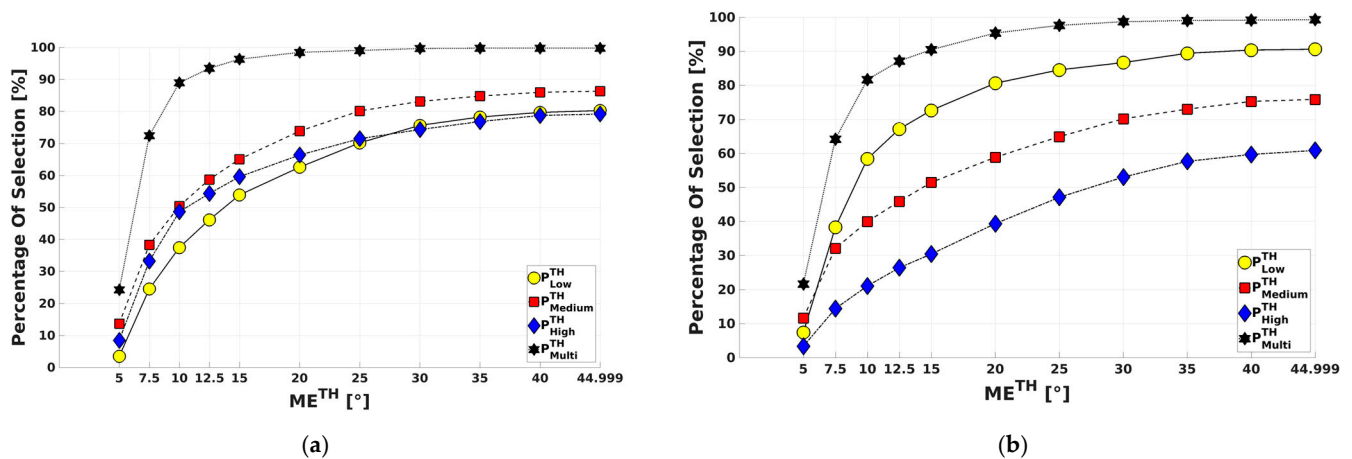 Percentage Of Selection [%]
100
90
80
70
60
50
40
30
20
10
0
5 7.5 10 12.5 15 20 25 30 35 40 44.999
ME^TH [°]
P^TH_Low
P^TH_Medium
P^TH_High
P^TH_Multi
(a)
Percentage Of Selection [%]
100
90
80
70
60
50
40
30
20
10
0
5 7.5 10 12.5 15 20 25 30 35 40 44.999
ME^TH [°]
P^TH_Low
P^TH_Medium
P^TH_High
P^TH_Multi
(b)